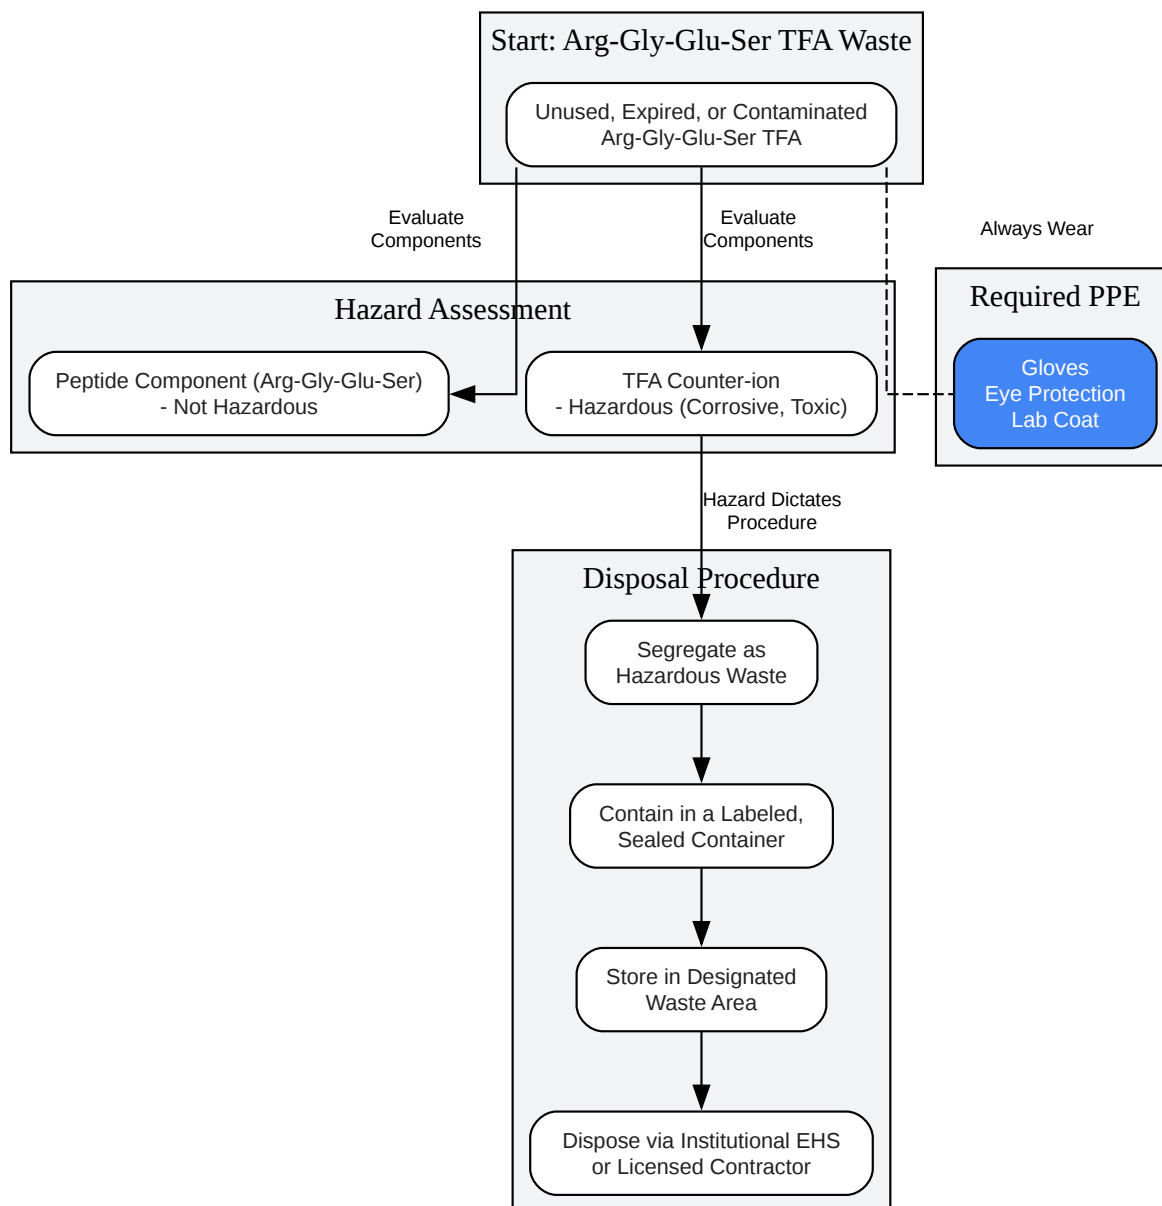 Start: Arg-Gly-Glu-Ser TFA Waste
Unused, Expired, or Contaminated
Arg-Gly-Glu-Ser TFA
Evaluate
Components
Evaluate
Components
Always Wear
Hazard Assessment
Peptide Component (Arg-Gly-Glu-Ser)
- Not Hazardous
TFA Counter-ion
- Hazardous (Corrosive, Toxic)
Required PPE
Gloves
Eye Protection
Lab Coat
Hazard Dictates
Procedure
Disposal Procedure
Segregate as
Hazardous Waste
Contain in a Labeled,
Sealed Container
Store in Designated
Waste Area
Dispose via Institutional EHS
or Licensed Contractor